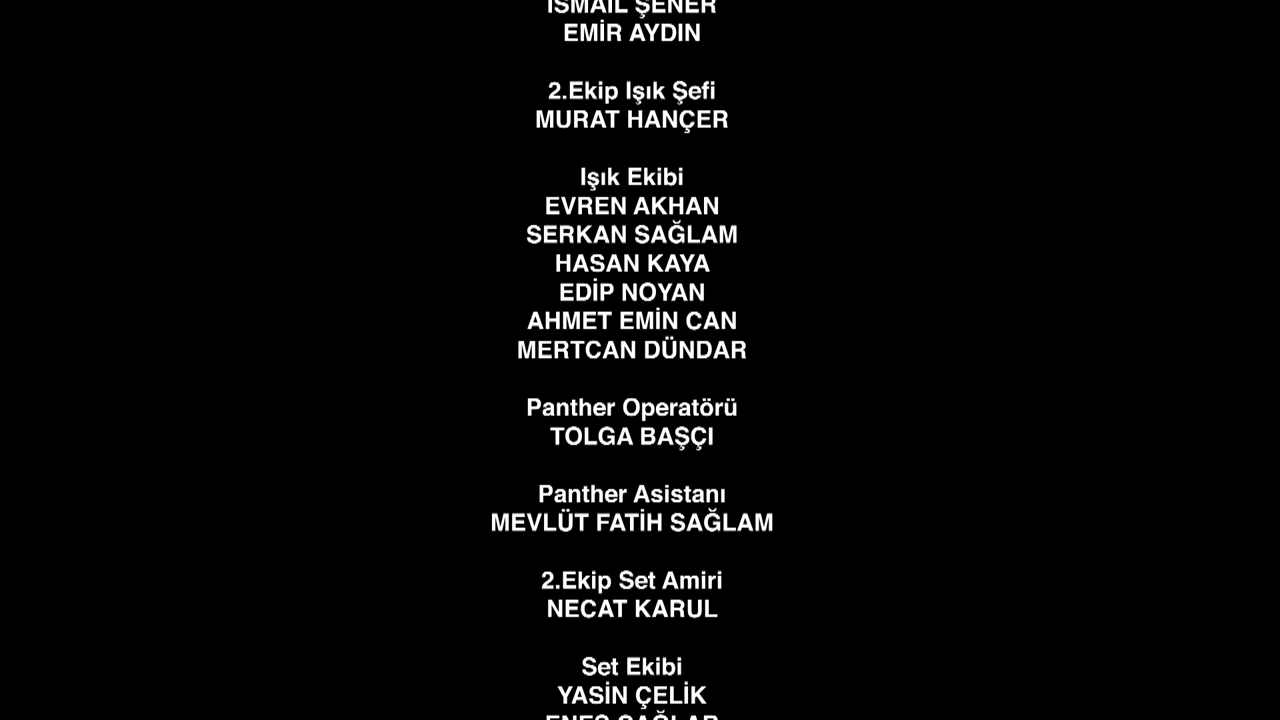 İSMAİL ŞENER
EMİR AYDIN
2.Ekip Işık Şefi
MURAT HANÇER
Işık Ekibi
EVREN AKHAN
SERKAN SAĞLAM
HASAN KAYA
EDİP NOYAN
AHMET EMİN CAN
MERTCAN DÜNDAR
Panther Operatörü
TOLGA BAŞÇI
Panther Asistanı
MEVLÜT FATİH SAĞLAM
2.Ekip Set Amiri
NECAT KARUL
Set Ekibi
YASİN ÇELİK